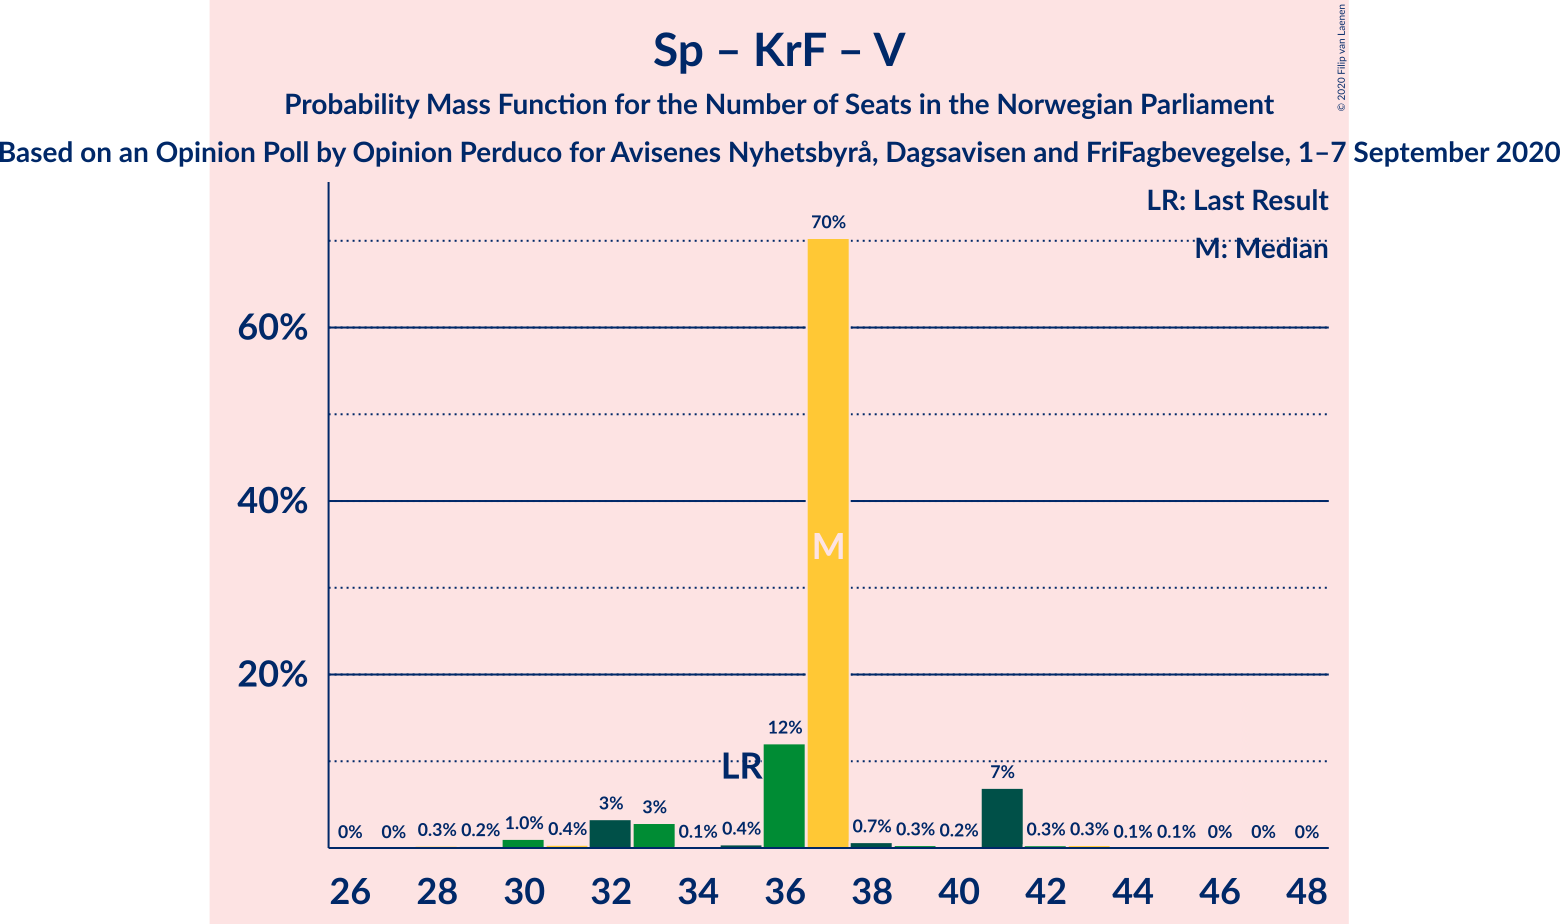 Sp – KrF – V
Probability Mass Function for the Number of Seats in the Norwegian Parliament
Based on an Opinion Poll by Opinion Perduco for Avisenes Nyhetsbyrå, Dagsavisen and FriFagbevegelse, 1–7 September 2020
© 2020 Filip van Laenen
LR: Last Result
M: Median
60%
40%
20%
0% 0% 0.3% 0.2% 1.0% 0.4% 3% 3% 0.1% 0.4% 12% 70% 0.7% 0.3% 0.2% 7% 0.3% 0.3% 0.1% 0.1% 0% 0% 0%
LR
M
26 28 30 32 34 36 38 40 42 44 46 48